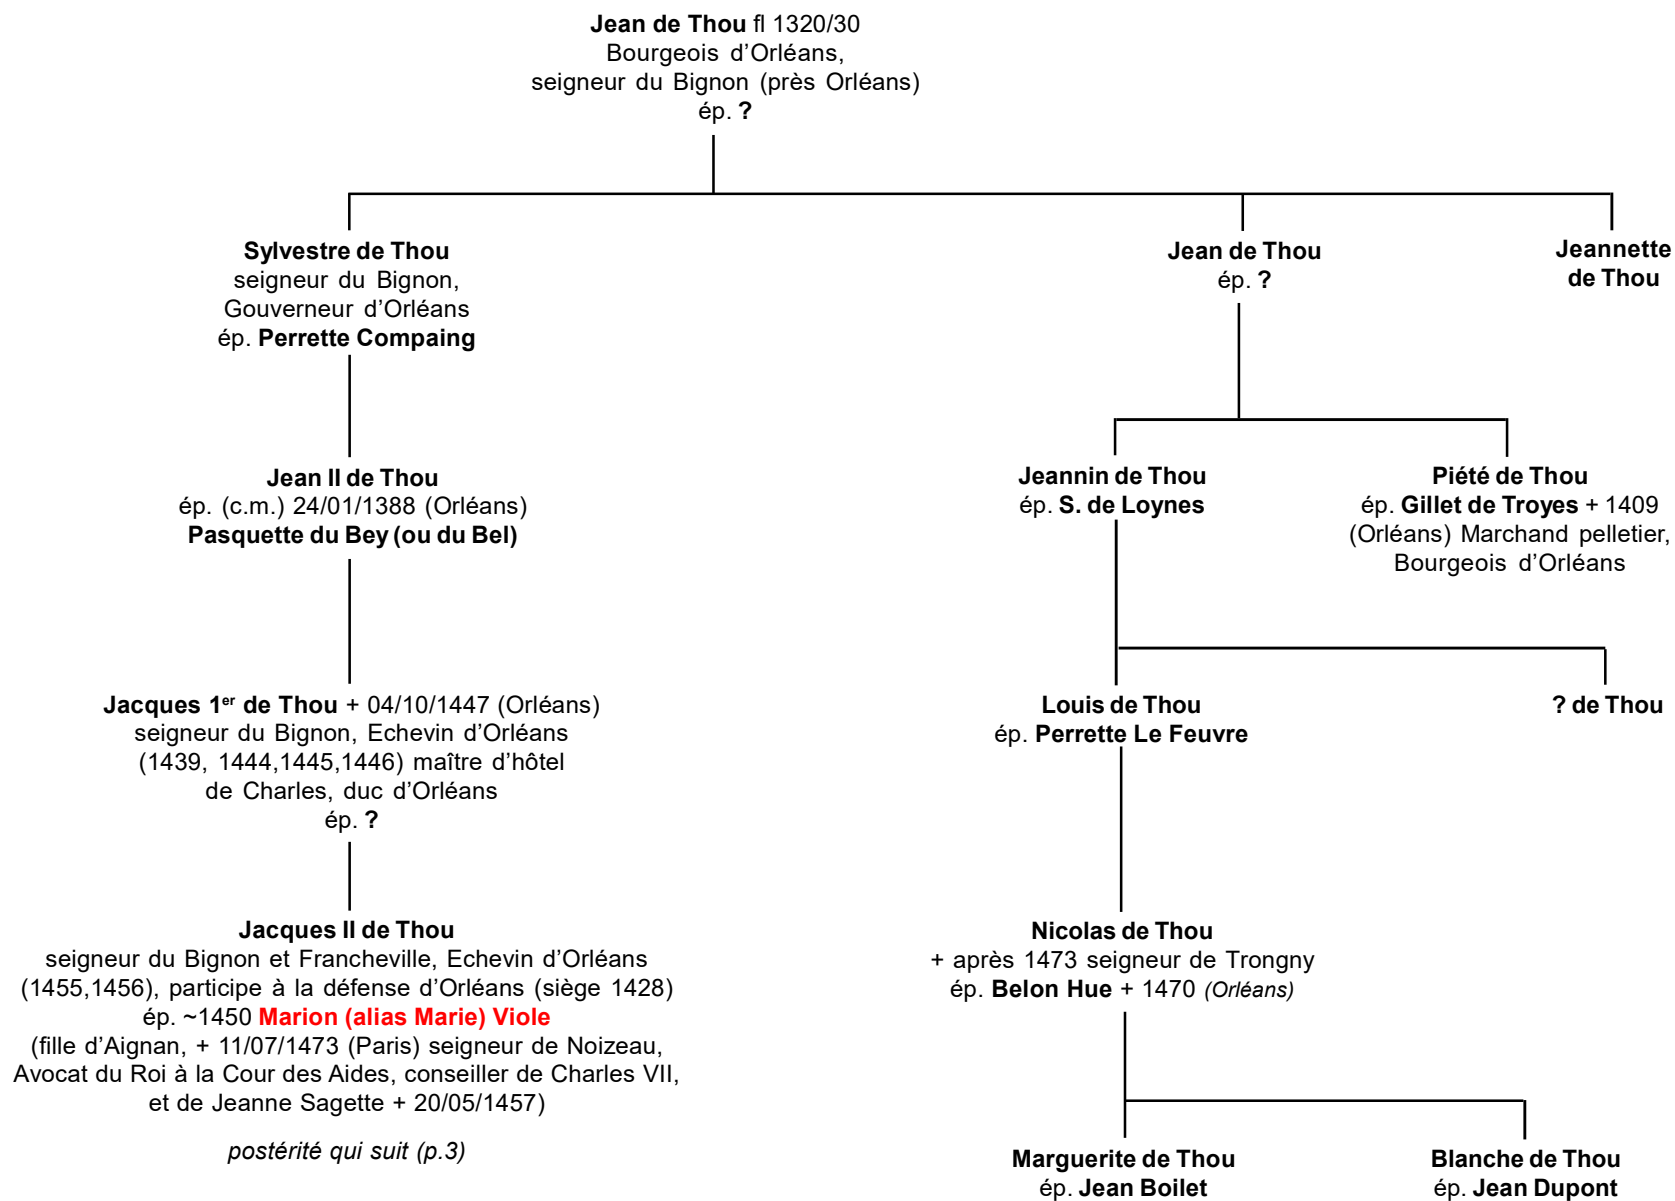 Jean de Thou fl 1320/30
Bourgeois d'Orléans,
seigneur du Bignon (près Orléans)
ép. ?
Sylvestre de Thou
seigneur du Bignon,
Gouverneur d'Orléans
ép. Perrette Compaing
Jean de Thou
ép. ?
Jeannette
de Thou
Jean II de Thou
ép. (c.m.) 24/01/1388 (Orléans)
Pasquette du Bey (ou du Bel)
Jeannin de Thou
ép. S. de Loynes
Piété de Thou
ép. Gillet de Troyes + 1409
(Orléans) Marchand pelletier,
Bourgeois d'Orléans
Jacques 1er de Thou + 04/10/1447 (Orléans)
seigneur du Bignon, Echevin d'Orléans
(1439, 1444,1445,1446) maître d'hôtel
de Charles, duc d'Orléans
ép. ?
Louis de Thou
ép. Perrette Le Feuvre
? de Thou
Jacques II de Thou
seigneur du Bignon et Francheville, Echevin d'Orléans
(1455,1456), participe à la défense d'Orléans (siège 1428)
ép. ~1450 Marion (alias Marie) Viole
(fille d'Aignan, + 11/07/1473 (Paris) seigneur de Noizeau,
Avocat du Roi à la Cour des Aides, conseiller de Charles VII,
et de Jeanne Sagette + 20/05/1457)
postérité qui suit (p.3)
Nicolas de Thou
+ après 1473 seigneur de Trongny
ép. Belon Hue + 1470 (Orléans)
Marguerite de Thou
ép. Jean Boilet
Blanche de Thou
ép. Jean Dupont